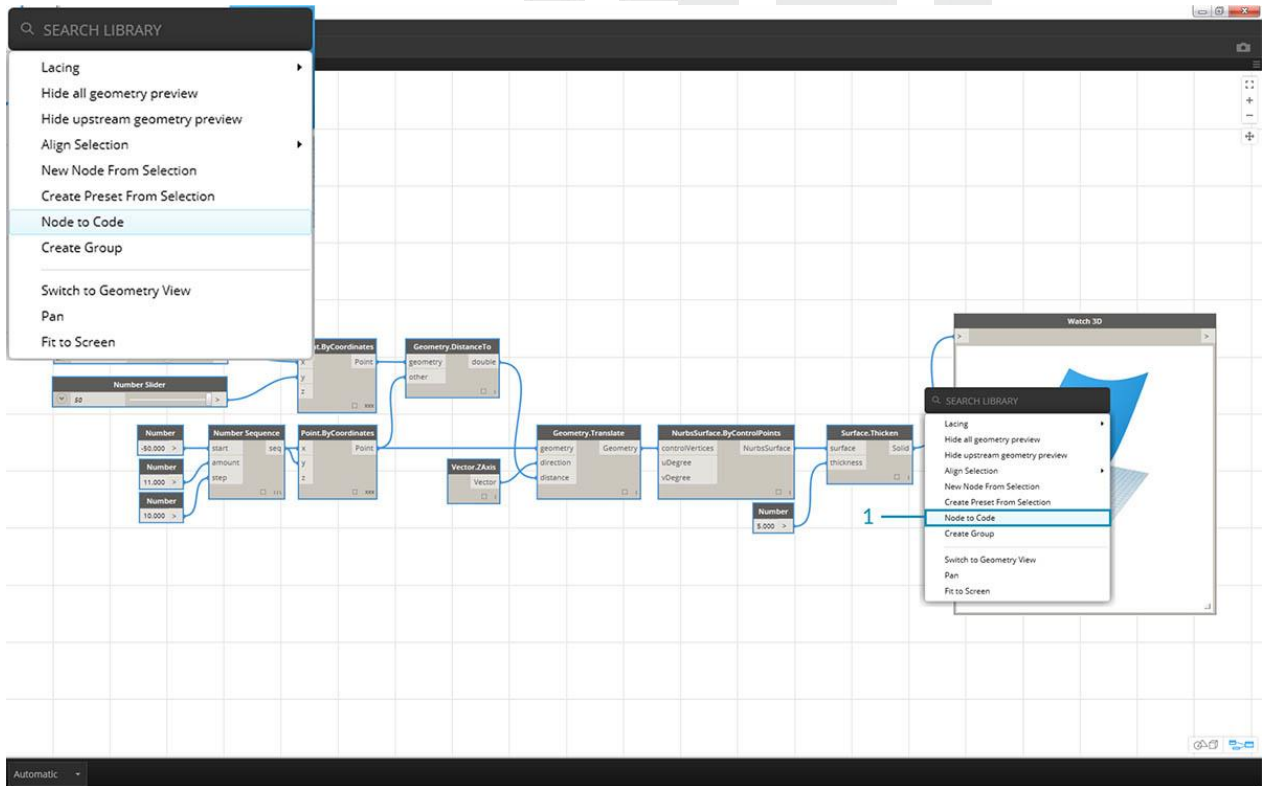 SEARCH LIBRARY
Lacing
Hide all geometry preview
Hide upstream geometry preview
Align Selection
New Node From Selection
Create Preset From Selection
Node to Code
Create Group
Switch to Geometry View
Pan
Fit to Screen
Number Slider
50
>
t.ByCoordinates
x Point
y
z
xxx
Geometry.DistanceTo
geometry double
other
Number
-50.000 >
Number
11.000 >
Number
10.000 >
Number Sequence
start seq
amount
step
Point.ByCoordinates
x Point
y
z
xxx
Vector.ZAxis
Vector
Geometry.Translate
geometry Geometry
direction
distance
NurbsSurface.ByControlPoints
controlVertices NurbsSurface
uDegree
vDegree
Number
5.000 >
Surface.Thicken
surface Solid
thickness
Watch 3D
> >
SEARCH LIBRARY
Lacing
Hide all geometry preview
Hide upstream geometry preview
Align Selection
New Node From Selection
Create Preset From Selection
1
Node to Code
Create Group
Switch to Geometry View
Pan
Fit to Screen
Automatic